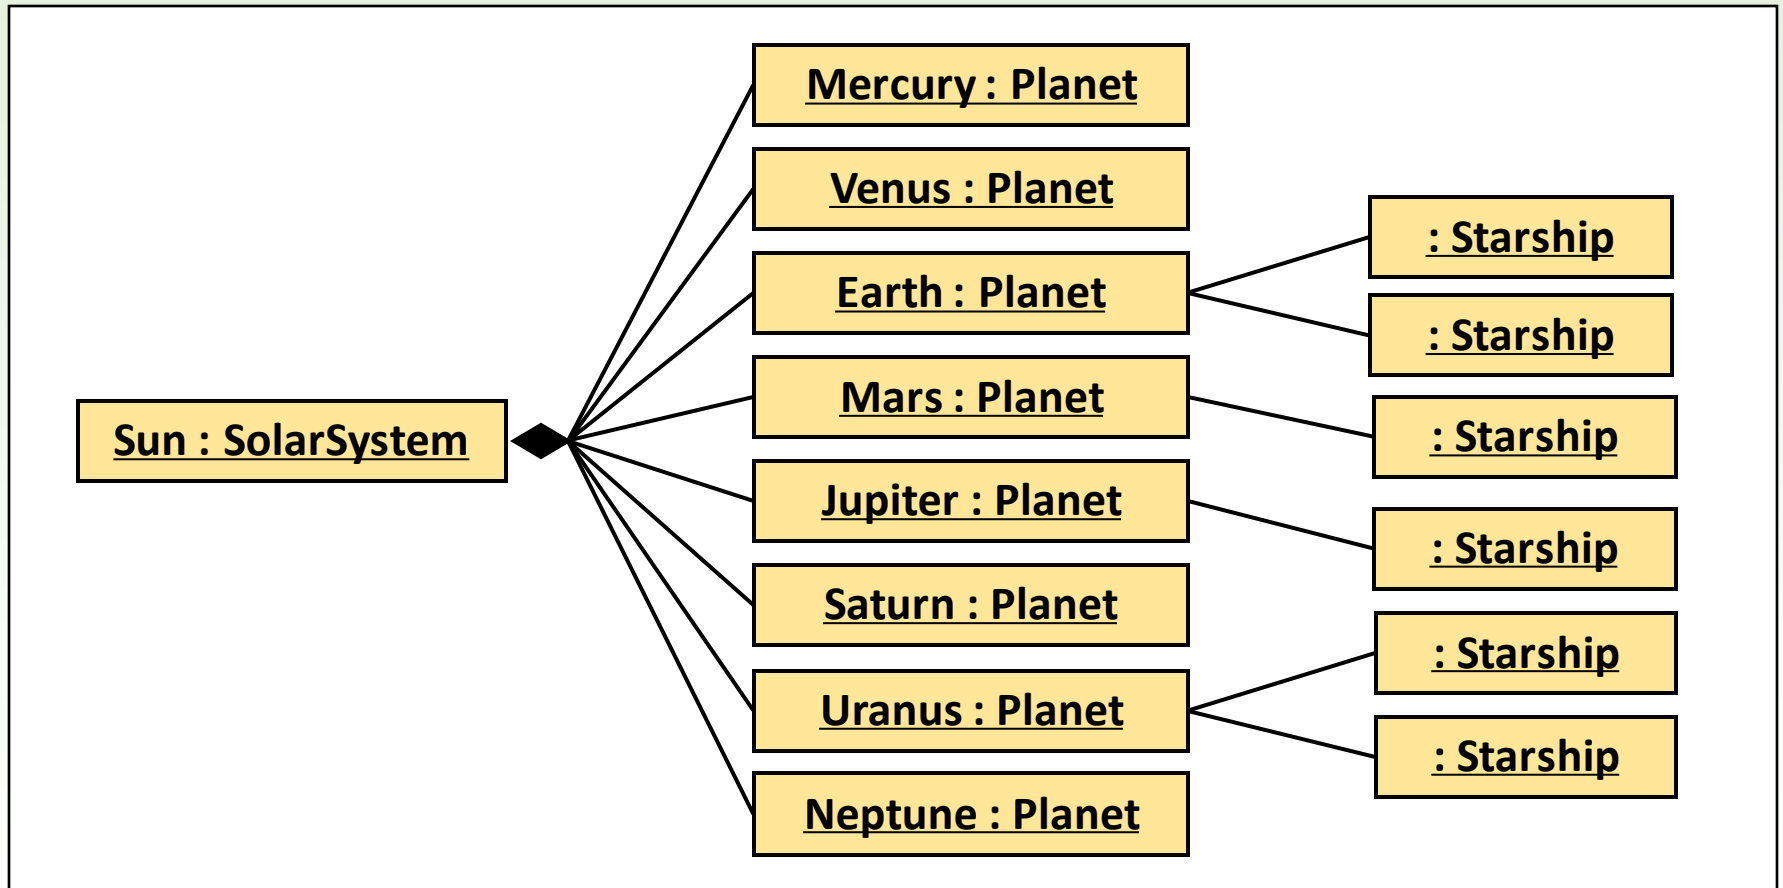 Mercury : Planet
Venus : Planet
Earth : Planet
Mars : Planet
Jupiter : Planet
Saturn : Planet
Uranus : Planet
Neptune : Planet
Sun : SolarSystem
: Starship
: Starship
: Starship
: Starship
: Starship
: Starship